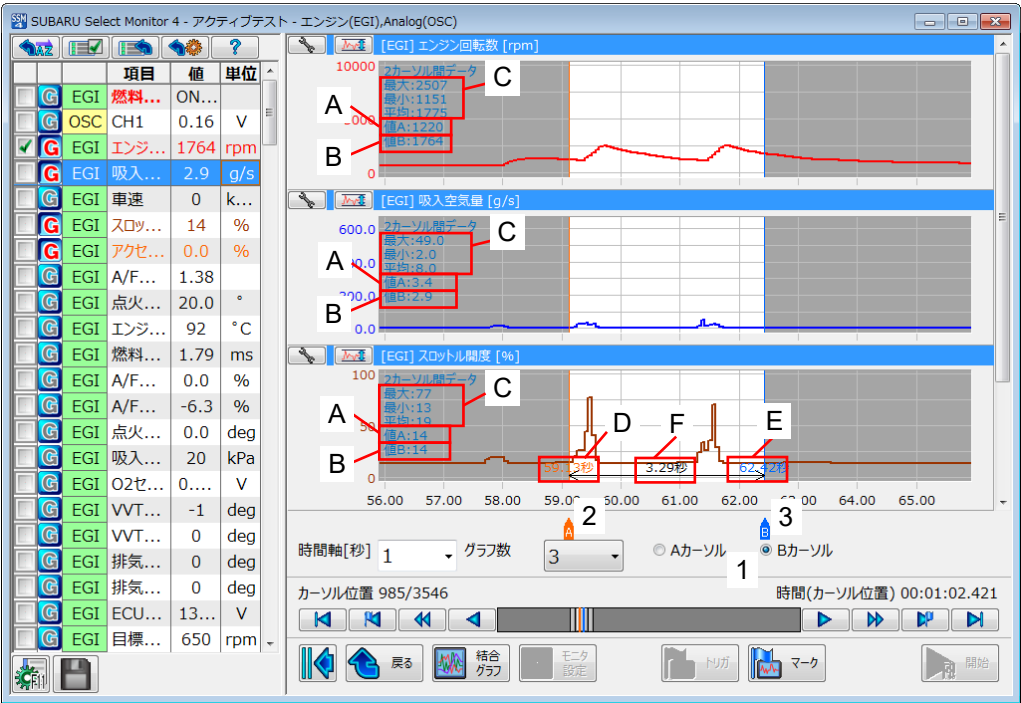 SSM4 SUBARU Select Monitor 4 - アクティブテスト - エンジン(EGI),Analog(OSC)
AZ
?
項目 値 単位
G EGI 燃料... ON...
G OSC CH1 0.16 V
G EGI エンジ... 1764 rpm
G EGI 吸入... 2.9 g/s
G EGI 車速 0 k...
G EGI スロッ... 14 %
G EGI アクセ... 0.0 %
G EGI A/F... 1.38
G EGI 点火... 20.0 °
G EGI エンジ... 92 °C
G EGI 燃料... 1.79 ms
G EGI A/F... 0.0 %
G EGI A/F... -6.3 %
G EGI 点火... 0.0 deg
G EGI 吸入... 20 kPa
G EGI O2セ... 0.... V
G EGI VVT... -1 deg
G EGI VVT... 0 deg
G EGI 排気... 0 deg
G EGI 排気... 0 deg
G EGI ECU... 13... V
G EGI 目標... 650 rpm
F11
[EGI] エンジン回転数 [rpm]
10000
2カーソル間データ
最大:2507
最小:1151
平均:1775
値A:1220
値B:1764
0
A
B
C
[EGI] 吸入空気量 [g/s]
600.0
2カーソル間データ
最大:49.0
最小:2.0
平均:8.0
値A:3.4
値B:2.9
0.0
A
B
C
[EGI] スロットル開度 [%]
100
2カーソル間データ
最大:77
最小:13
平均:19
50
値A:14
値B:14
0
A
B
C
D
F
E
59.13秒 3.29秒 62.42秒
56.00 57.00 58.00 59.00 60.00 61.00 62.00 63.00 64.00 65.00
A 2 B 3
時間軸[秒] 1 グラフ数 3 Aカーソル 1 Bカーソル
カーソル位置 985/3546 時間(カーソル位置) 00:01:02.421
戻る 結合グラフ モニタ設定 トリガ マーク 開始